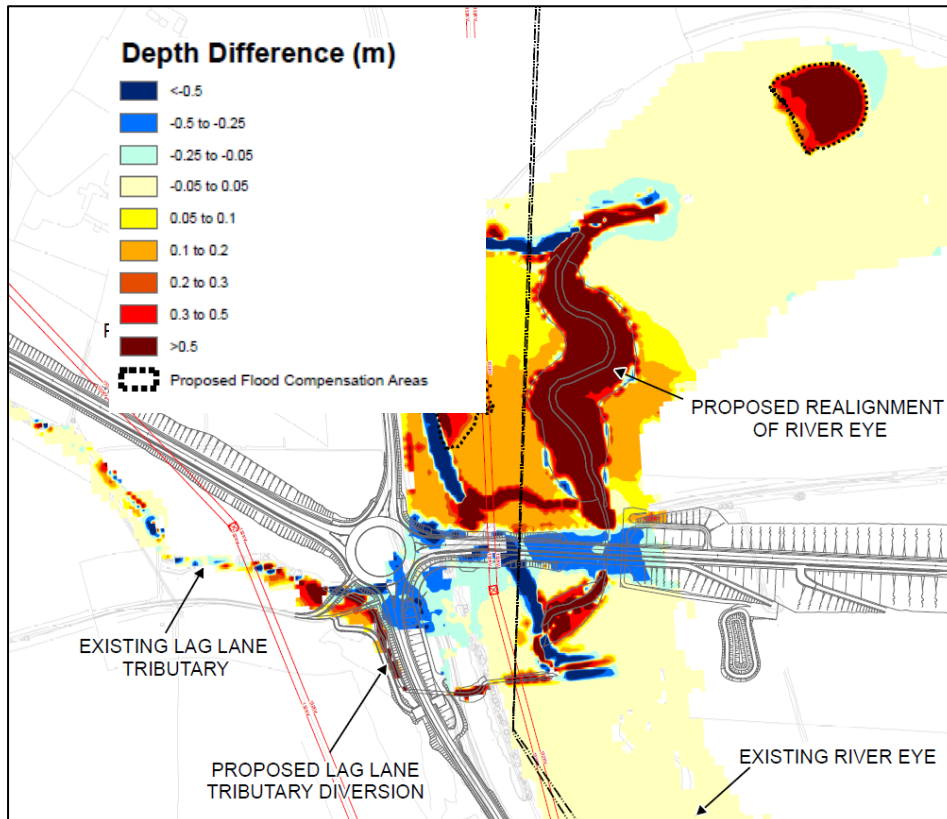 Depth Difference (m)
<-0.5
-0.5 to -0.25
-0.25 to -0.05
-0.05 to 0.05
0.05 to 0.1
0.1 to 0.2
0.2 to 0.3
0.3 to 0.5
>0.5
Proposed Flood Compensation Areas
PROPOSED REALIGNMENT
OF RIVER EYE
EXISTING LAG LANE
TRIBUTARY
PROPOSED LAG LANE
TRIBUTARY DIVERSION
EXISTING RIVER EYE